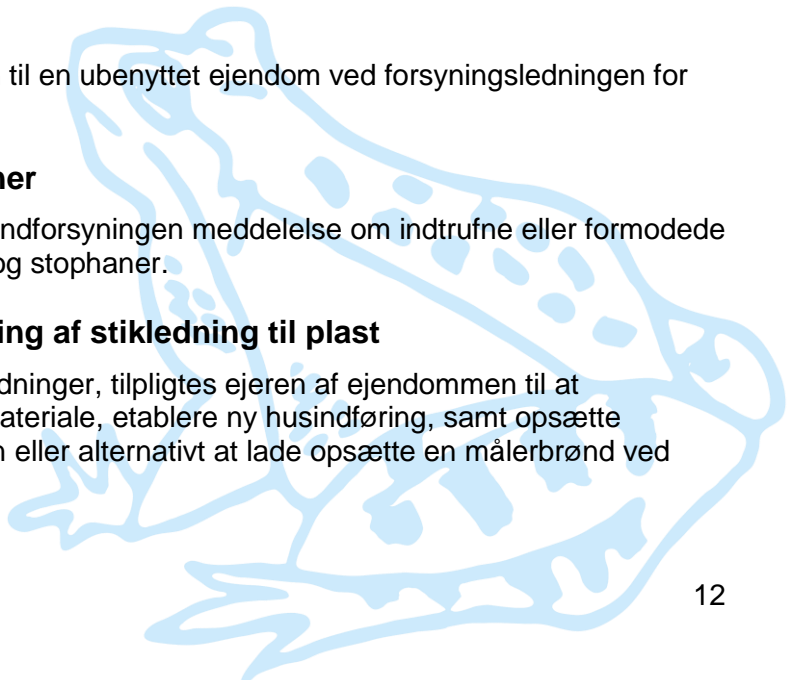 til en ubenyttet ejendom ved forsyningsledningen for
ner
ndforsyningen meddelelse om indtrufne eller formodede
og stophaner.
ing af stikledning til plast
dninger, tilpligtes ejeren af ejendommen til at
ateriale, etablere ny husindføring, samt opsætte
n eller alternativt at lade opsætte en målerbrønd ved
12